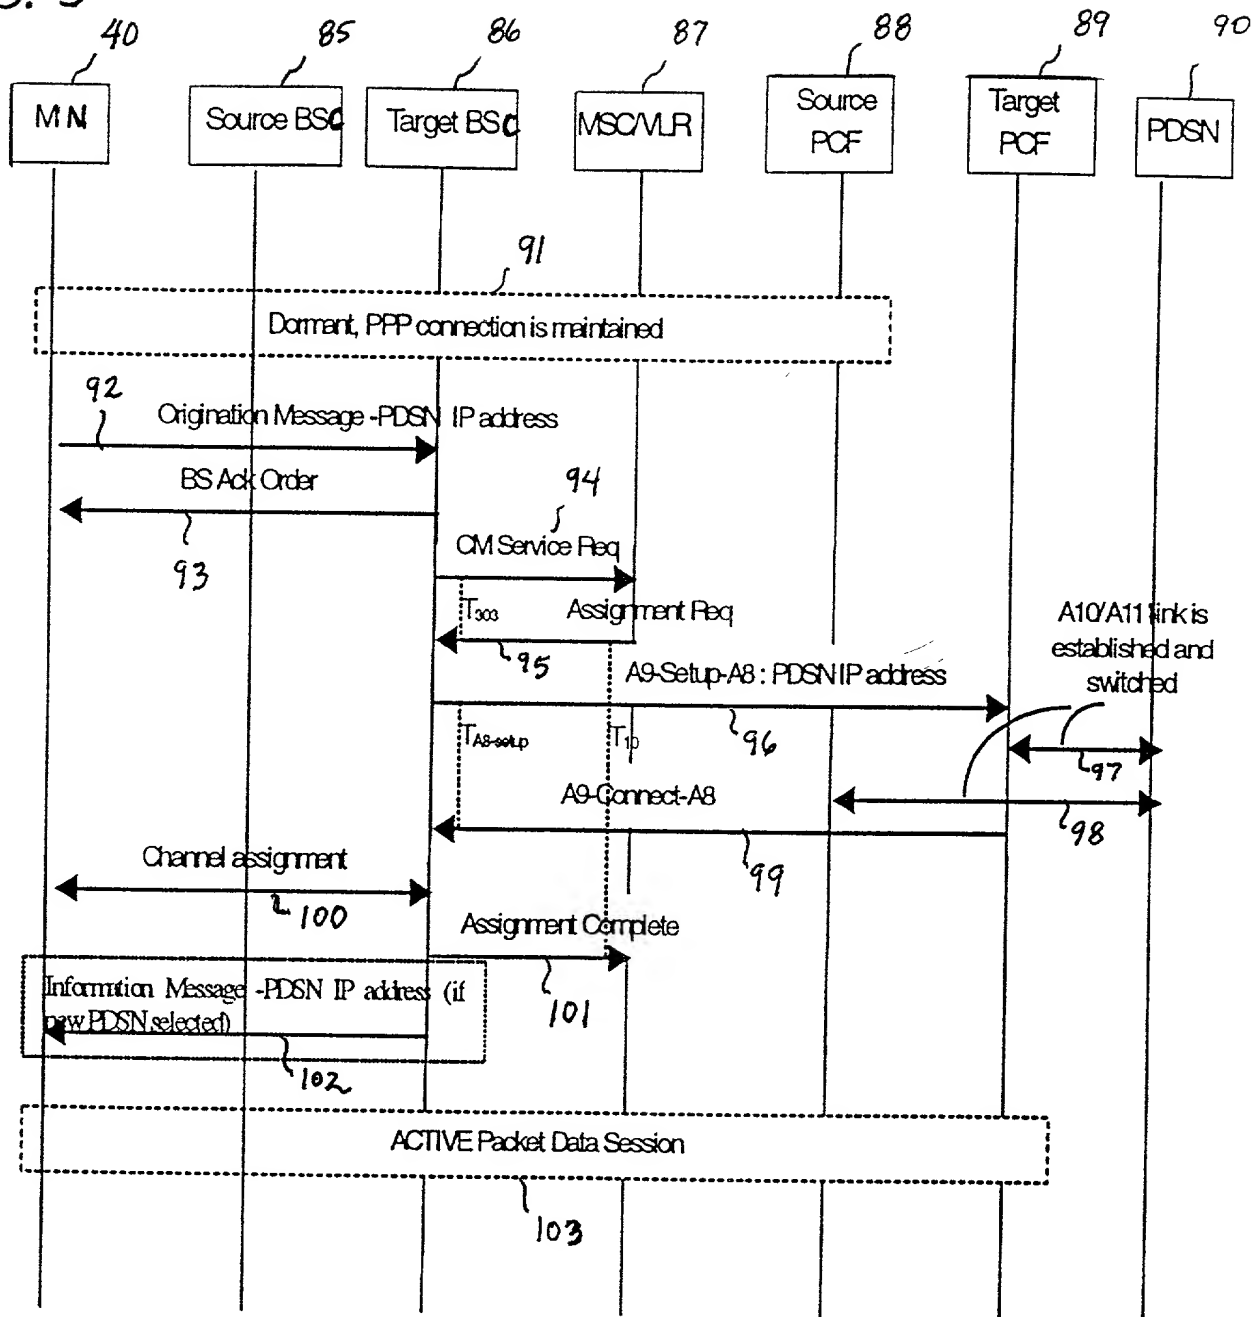 40 85 86 87 88 89 90
MN Source BSC Target BSC MSC/VLR Source PCF Target PCF PDSN
91
Dormant, PPP connection is maintained
92
Origination Message -PDSN IP address
BS Ack Order
93
94
CM Service Req
T303 Assignment Req
95
A10/A11 link is
established and
switched
A9-Setup-A8 : PDSN IP address
96
TA8-setup T10
97
A9-Connect-A8
98
99
Channel assignment
100
Assignment Complete
101
Information Message -PDSN IP address (if
new PDSN selected)
102
ACTIVE Packet Data Session
103